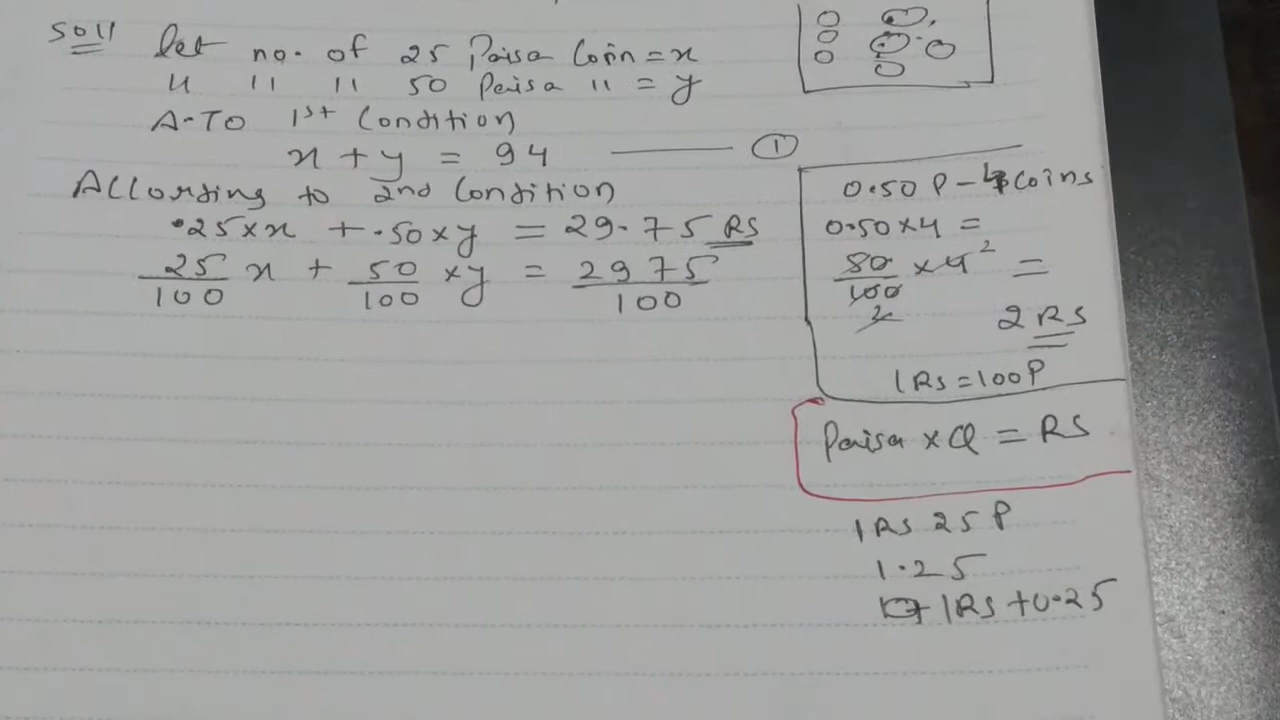 Sol
let no. of 25 Paisa Coin = x
" " " 50 Paisa " = y
A.TO 1st Condition
x + y = 94 ——— 1
According to 2nd Condition
.25 × x + .50 × y = 29.75 RS
25/100 x + 50/100 × y = 2975/100
0.50 P - 4 Coins
0.50 × 4 =
50/100 × 4 2 =
2
2 RS
1 RS = 100 P
Paisa × Q = RS
1 RS 25 P
1.25
1 RS + 0.25